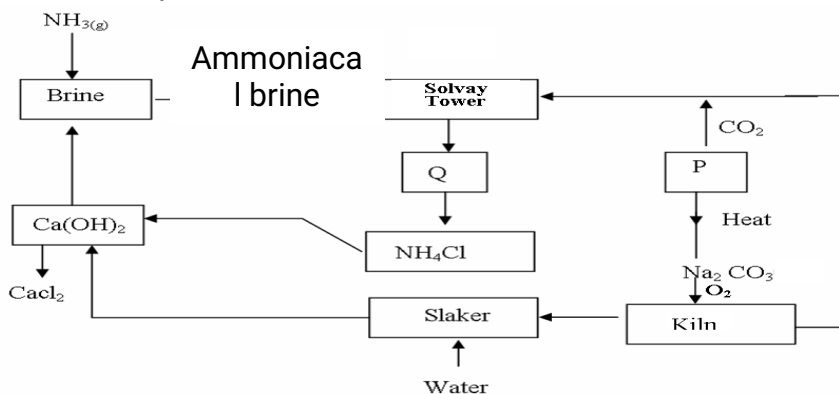 NH₃(g)
Ammoniaca
l brine
Brine
Solvay
Tower
CO₂
Q
P
Heat
Ca(OH)₂
NH₄Cl
Na₂ CO₃
O₂
Cacl₂
Slaker
Kiln
Water